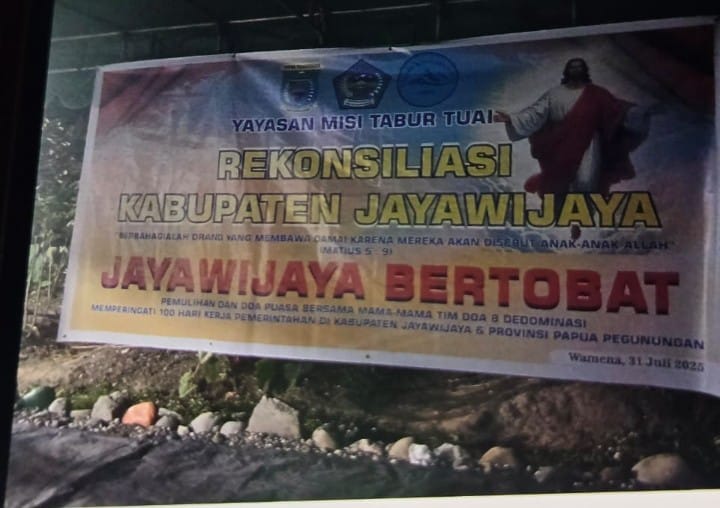 YAYASAN MISI TABUR TUAI
REKONSILIASI
KABUPATEN JAYAWIJAYA
"BERBAHAGIALAH ORANG YANG MEMBAWA DAMAI KARENA MEREKA AKAN DISEBUT ANAK-ANAK ALLAH."
(MATIUS 5 : 9)
JAYAWIJAYA BERTOBAT
PEMULIHAN DAN DOA PUASA BERSAMA MAMA-MAMA TIM DOA 8 DEDOMINASI
MEMPERINGATI 100 HARI KERJA PEMERINTAHAN DI KABUPATEN JAYAWIJAYA & PROVINSI PAPUA PEGUNUNGAN
Wamena, 31 Juli 2025